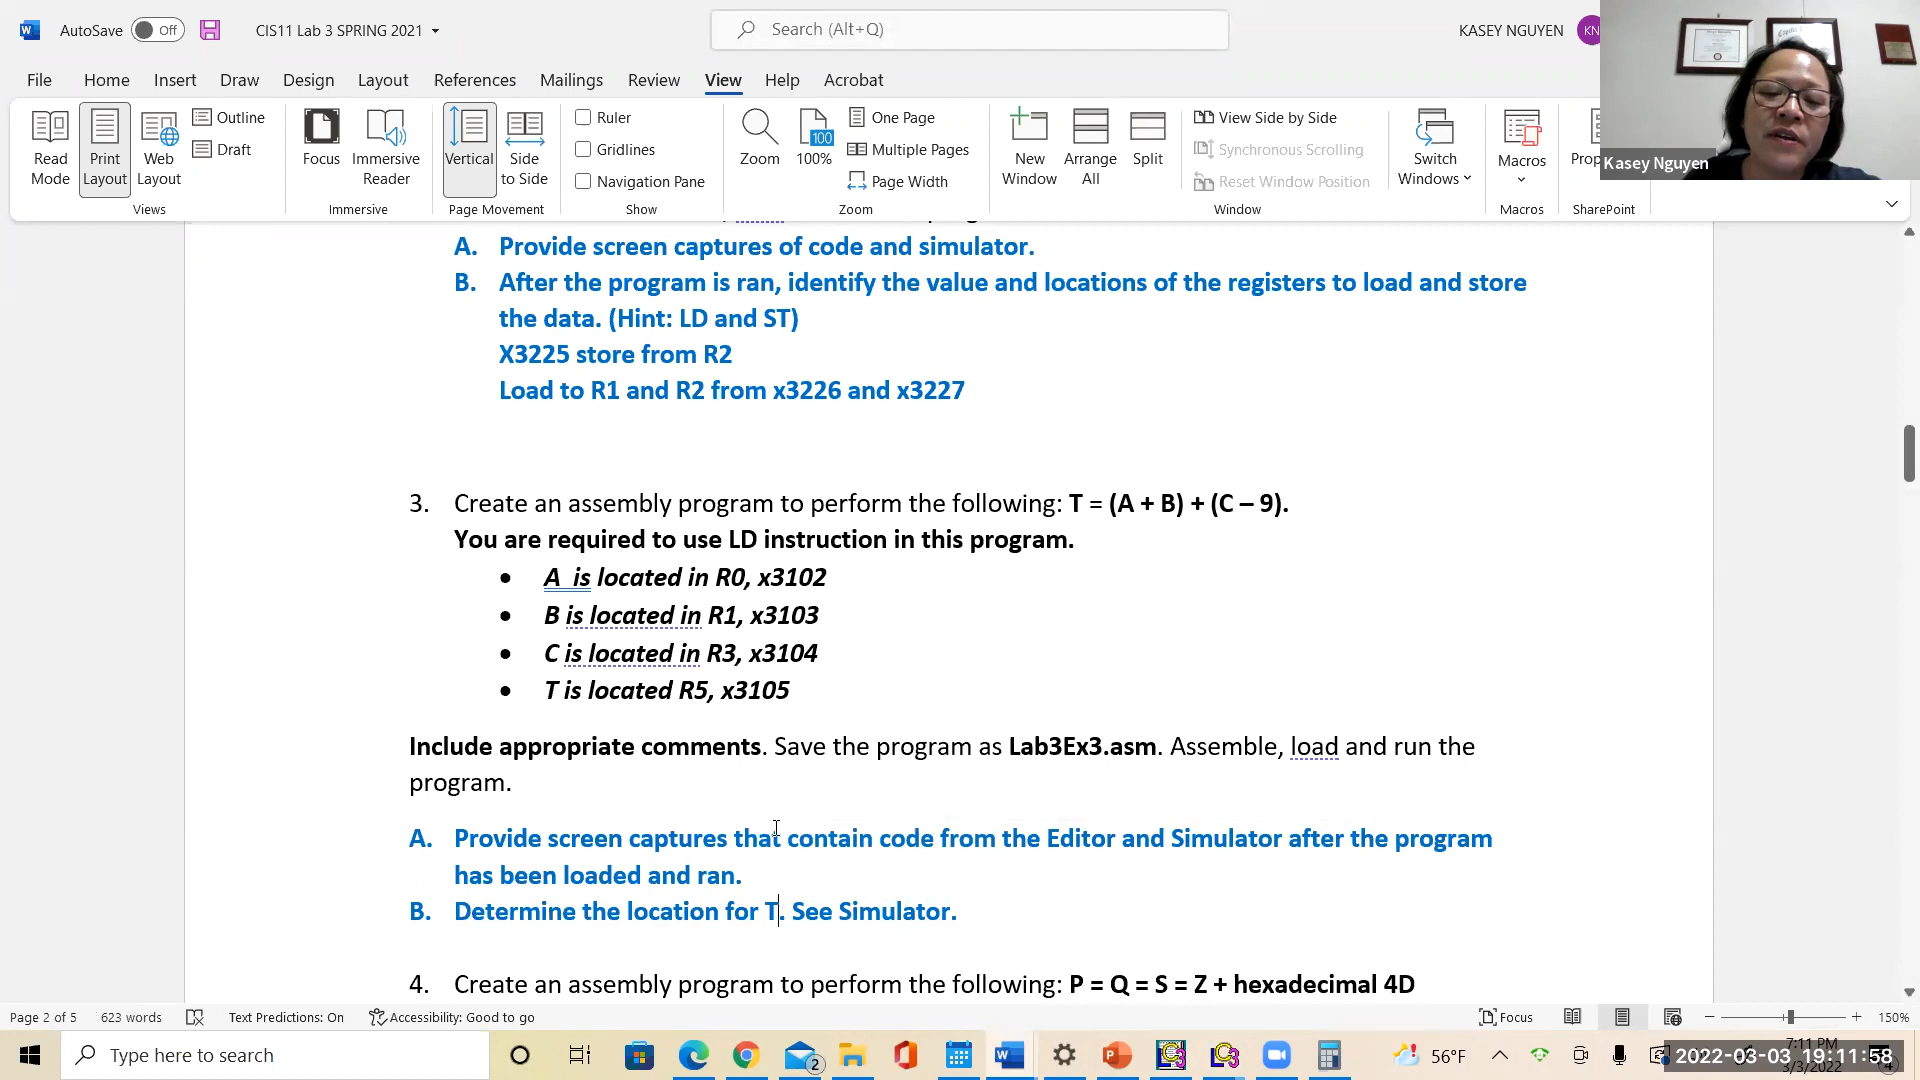 AutoSave Off CIS11 Lab 3 SPRING 2021 Search (Alt+Q) KASEY NGUYEN KN
File Home Insert Draw Design Layout References Mailings Review View Help Acrobat
Read Mode
Print Layout
Web Layout
Outline
Draft
Views
Focus
Immersive Reader
Immersive
Vertical
Side to Side
Page Movement
Ruler
Gridlines
Navigation Pane
Show
Zoom
100
100%
One Page
Multiple Pages
Page Width
Zoom
New Window
Arrange All
Split
View Side by Side
Synchronous Scrolling
Reset Window Position
Window
Switch Windows
Macros
Macros
SharePoint
Kasey Nguyen
A. Provide screen captures of code and simulator.
B. After the program is ran, identify the value and locations of the registers to load and store
the data. (Hint: LD and ST)
X3225 store from R2
Load to R1 and R2 from x3226 and x3227
3. Create an assembly program to perform the following: T = (A + B) + (C – 9).
You are required to use LD instruction in this program.
• A is located in R0, x3102
• B is located in R1, x3103
• C is located in R3, x3104
• T is located R5, x3105
Include appropriate comments. Save the program as Lab3Ex3.asm. Assemble, load and run the
program.
A. Provide screen captures that contain code from the Editor and Simulator after the program
has been loaded and ran.
B. Determine the location for T. See Simulator.
4. Create an assembly program to perform the following: P = Q = S = Z + hexadecimal 4D
Page 2 of 5 623 words Text Predictions: On Accessibility: Good to go Focus 150%
Type here to search 2 56°F 2022-03-03 19:11:58